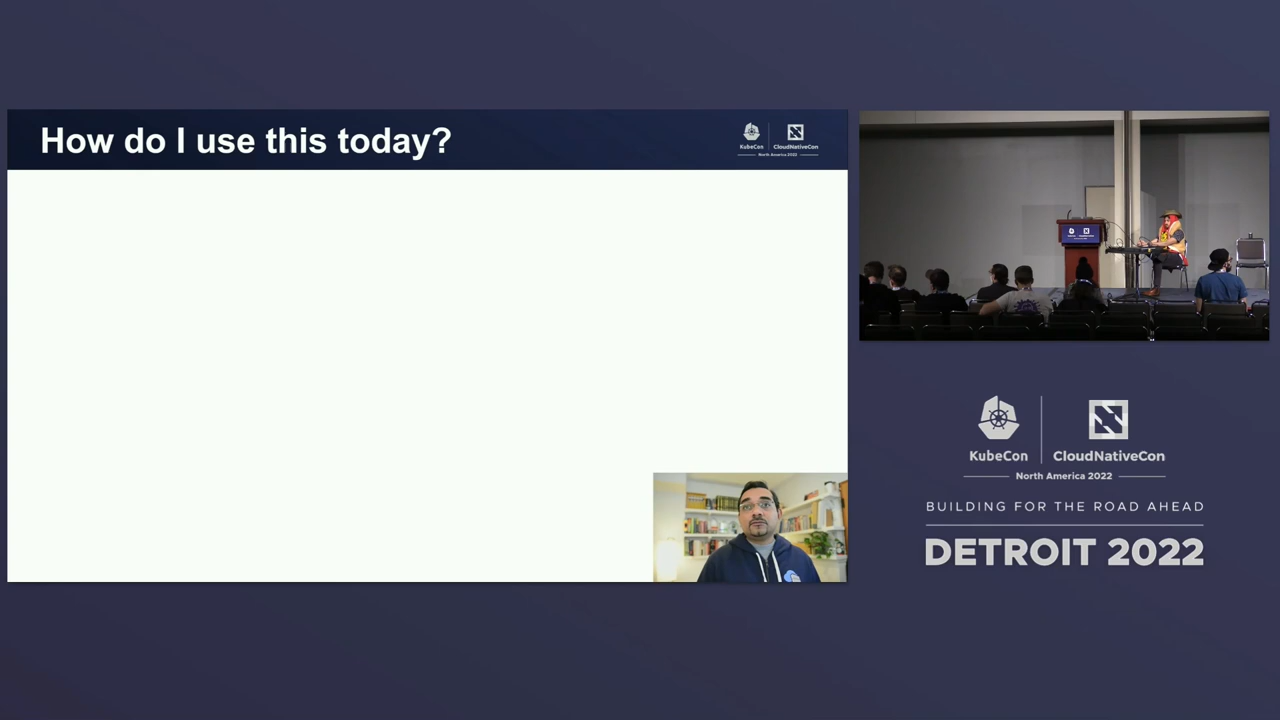 How do I use this today?
KubeCon
CloudNativeCon
North America 2022
KubeCon
CloudNativeCon
North America 2022
BUILDING FOR THE ROAD AHEAD
DETROIT 2022